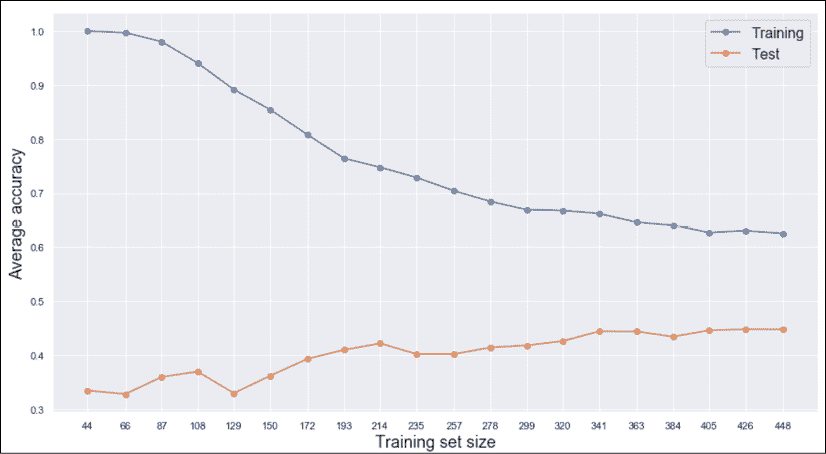 Training
Test
Average accuracy
1.0
0.9
0.8
0.7
0.6
0.5
0.4
0.3
44 66 87 108 129 150 172 193 214 235 257 278 299 320 341 363 384 405 426 448
Training set size